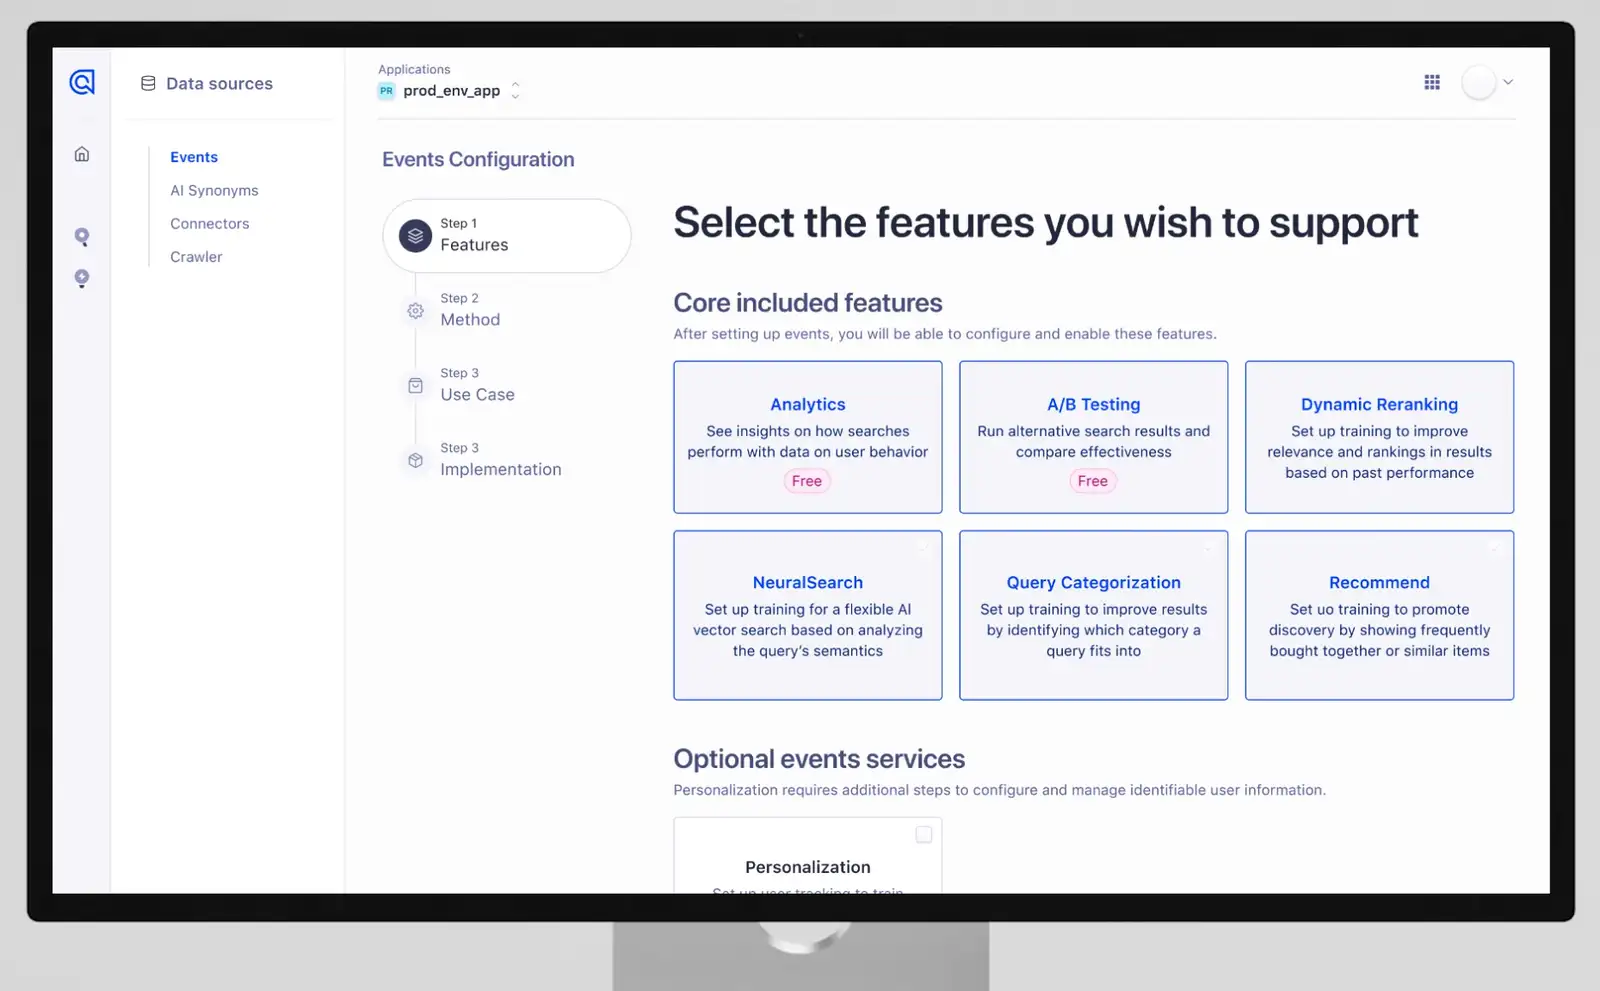 Data sources
Events
AI Synonyms
Connectors
Crawler
Applications
PR prod_env_app
Events Configuration
Step 1
Features
Step 2
Method
Step 3
Use Case
Step 3
Implementation
Select the features you wish to support
Core included features
After setting up events, you will be able to configure and enable these features.
Analytics
See insights on how searches
perform with data on user behavior
Free
A/B Testing
Run alternative search results and
compare effectiveness
Free
Dynamic Reranking
Set up training to improve
relevance and rankings in results
based on past performance
NeuralSearch
Set up training for a flexible AI
vector search based on analyzing
the query’s semantics
Query Categorization
Set up training to improve results
by identifying which category a
query fits into
Recommend
Set uo training to promote
discovery by showing frequently
bought together or similar items
Optional events services
Personalization requires additional steps to configure and manage identifiable user information.
Personalization
Set up user tracking to train